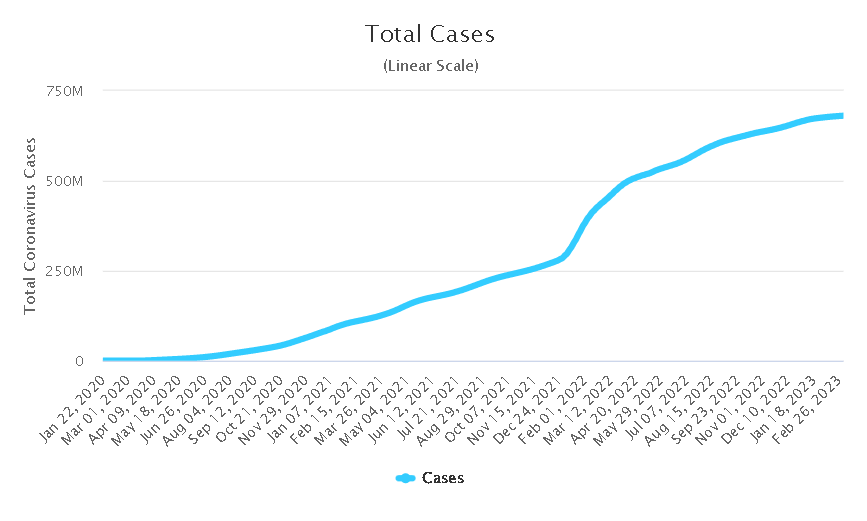 Total Cases
(Linear Scale)
Total Coronavirus Cases
750M
500M
250M
0
Jan 22, 2020
Mar 01, 2020
Apr 09, 2020
May 18, 2020
Jun 26, 2020
Aug 04, 2020
Sep 12, 2020
Oct 21, 2020
Nov 29, 2020
Jan 07, 2021
Feb 15, 2021
Mar 26, 2021
May 04, 2021
Jun 12, 2021
Jul 21, 2021
Aug 29, 2021
Oct 07, 2021
Nov 15, 2021
Dec 24, 2021
Feb 01, 2022
Mar 12, 2022
Apr 20, 2022
May 29, 2022
Jul 07, 2022
Aug 15, 2022
Sep 23, 2022
Nov 01, 2022
Dec 10, 2022
Jan 18, 2023
Feb 26, 2023
Cases